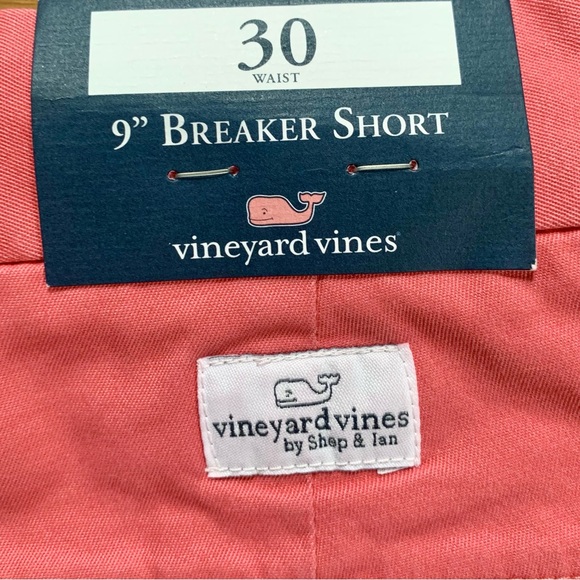 30
WAIST
9” BREAKER SHORT
vineyard vines®
vineyard vines
by Shep & Ian